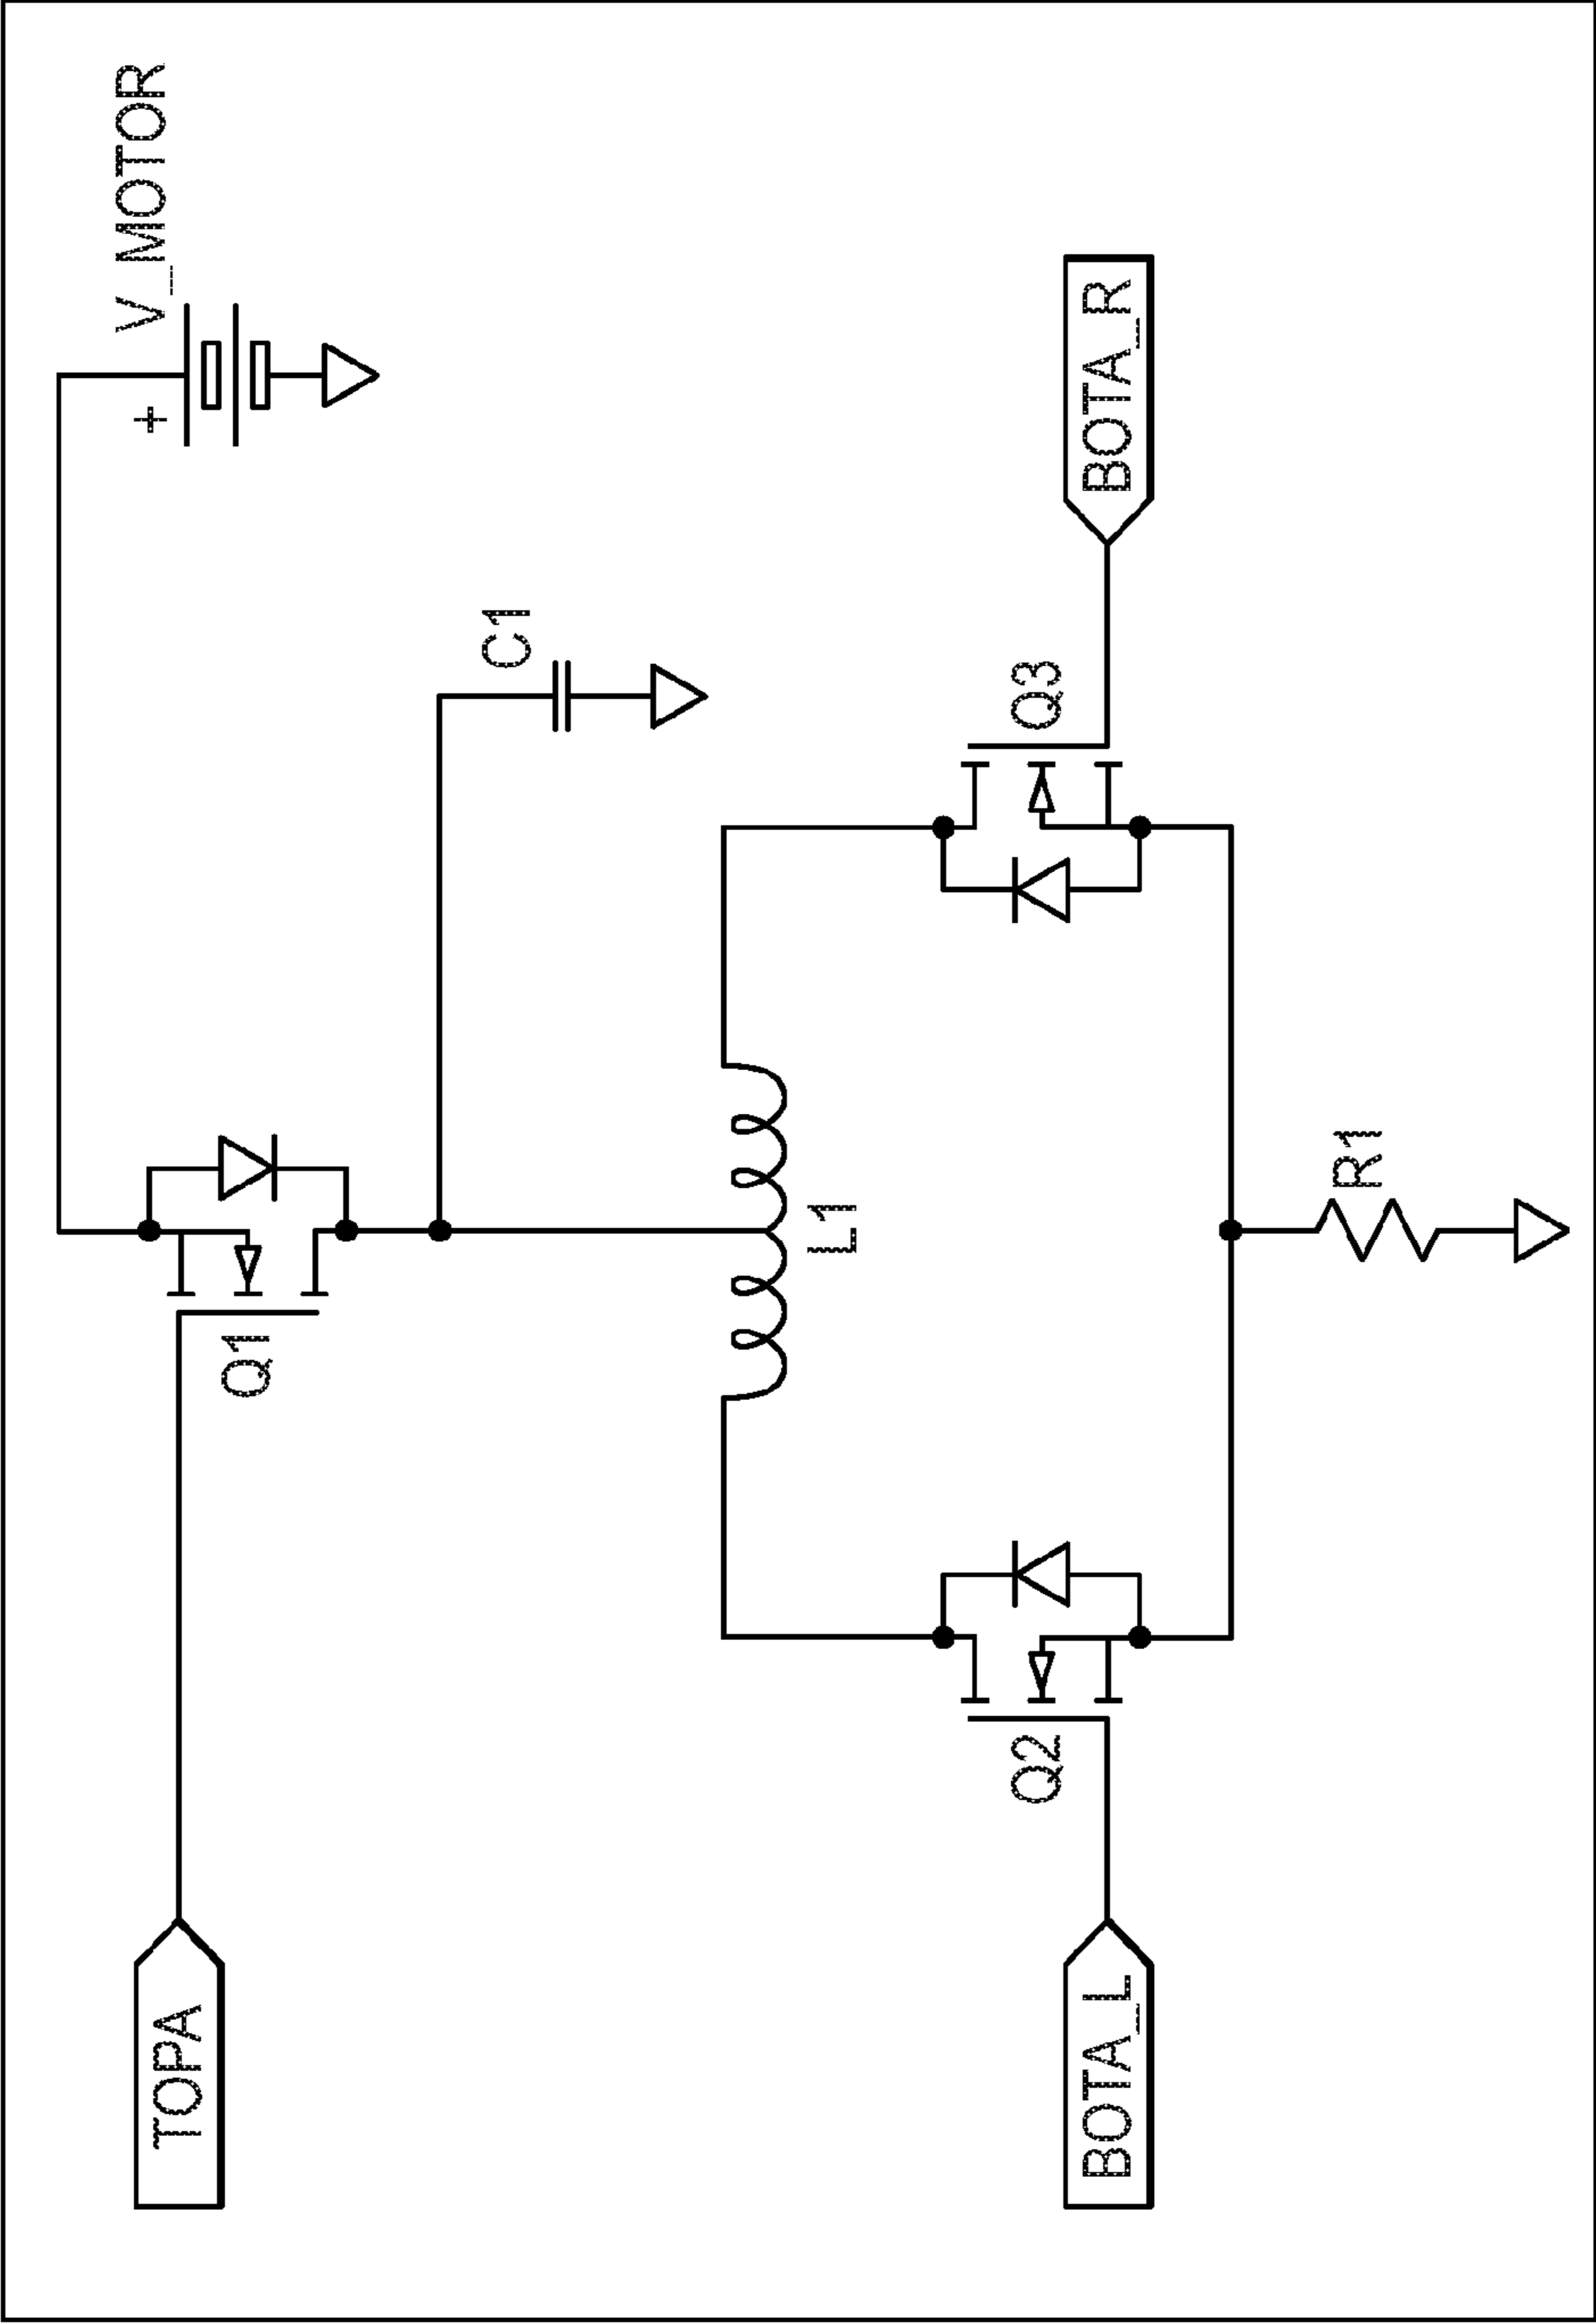 V_MOTOR
+
TOPA
Q1
C1
L1
BOTA_L
Q2
Q3
BOTA_R
R1